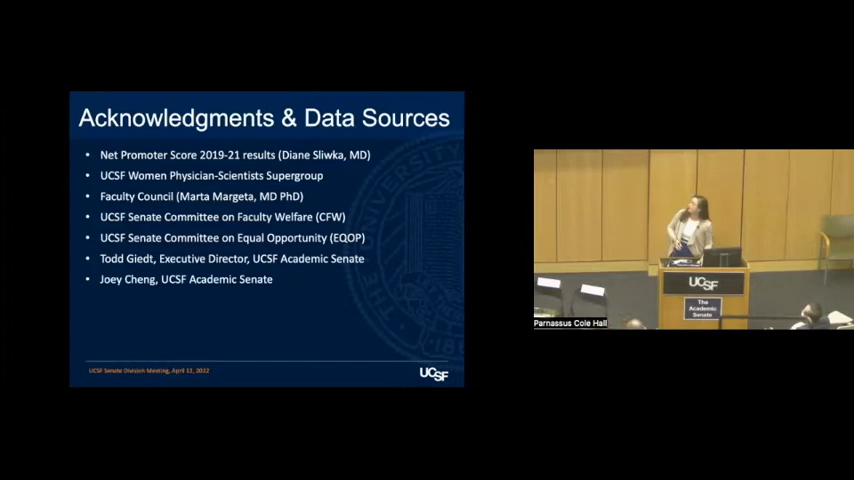 Acknowledgments & Data Sources
• Net Promoter Score 2019-21 results (Diane Sliwka, MD)
• UCSF Women Physician-Scientists Supergroup
• Faculty Council (Marta Margeta, MD PhD)
• UCSF Senate Committee on Faculty Welfare (CFW)
• UCSF Senate Committee on Equal Opportunity (EQOP)
• Todd Giedt, Executive Director, UCSF Academic Senate
• Joey Cheng, UCSF Academic Senate
UCSF Senate Division Meeting, April 12, 2022
UCSF
UCSF
The
Academic
Senate
Parnassus Cole Hall